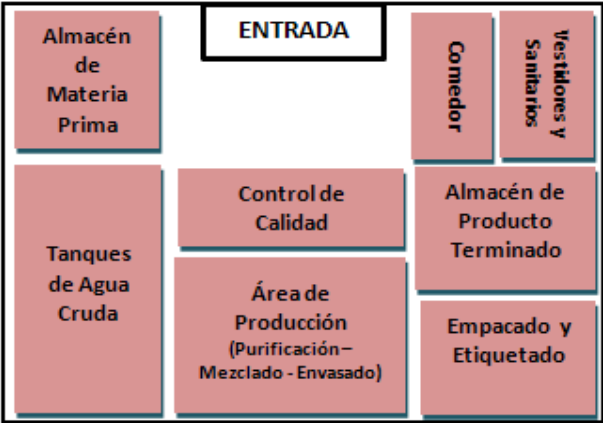 Almacén
de
Materia
Prima
ENTRADA
Comedor
Vestidores y
Sanitarios
Tanques
de Agua
Cruda
Control de
Calidad
Almacén de
Producto
Terminado
Área de
Producción
(Purificación –
Mezclado - Envasado)
Empacado y
Etiquetado